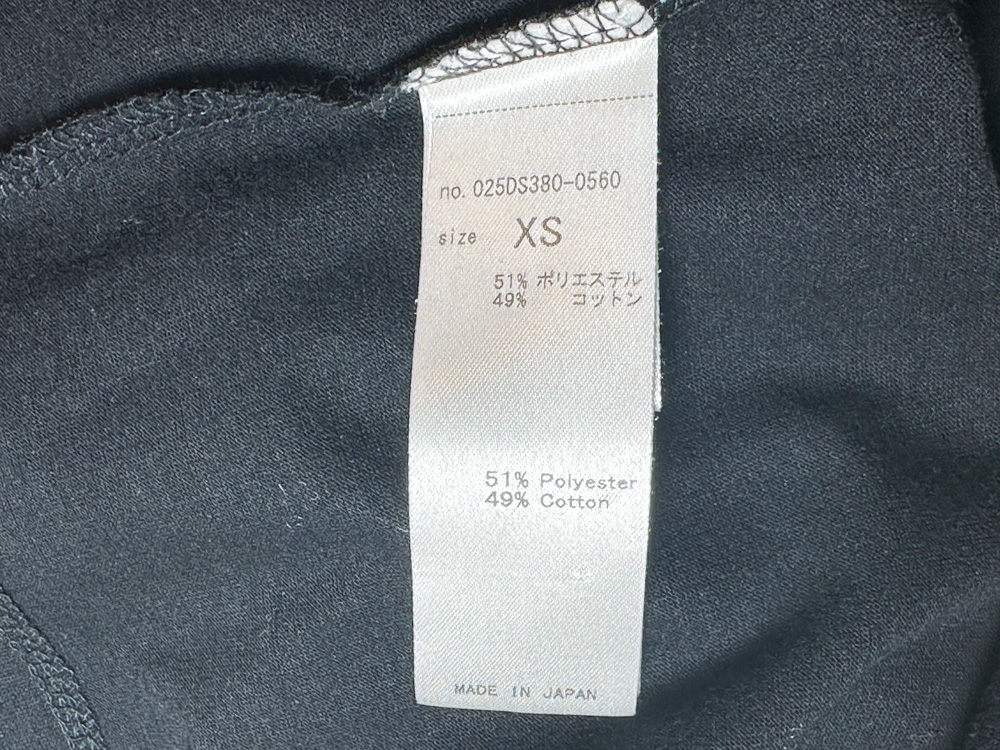 no. 025DS380-0560
size XS
51% ポリエステル
49% コットン
51% Polyester
49% Cotton
MADE IN JAPAN